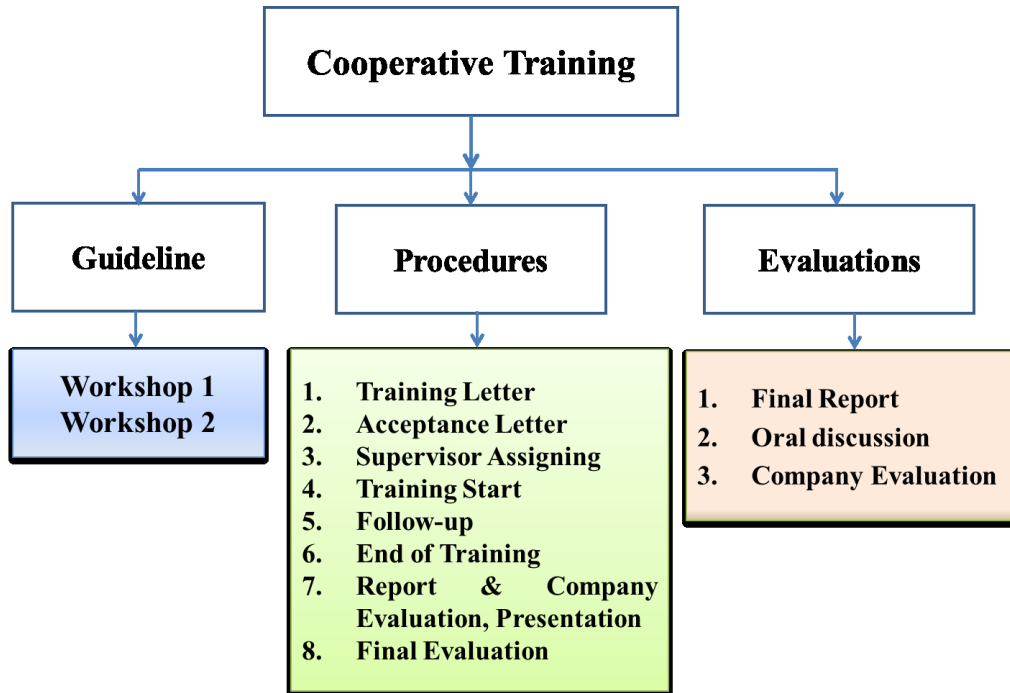 Cooperative Training
Guideline
Procedures
Evaluations
Workshop 1
Workshop 2
1. Training Letter
2. Acceptance Letter
3. Supervisor Assigning
4. Training Start
5. Follow-up
6. End of Training
7. Report & Company
Evaluation, Presentation
8. Final Evaluation
1. Final Report
2. Oral discussion
3. Company Evaluation